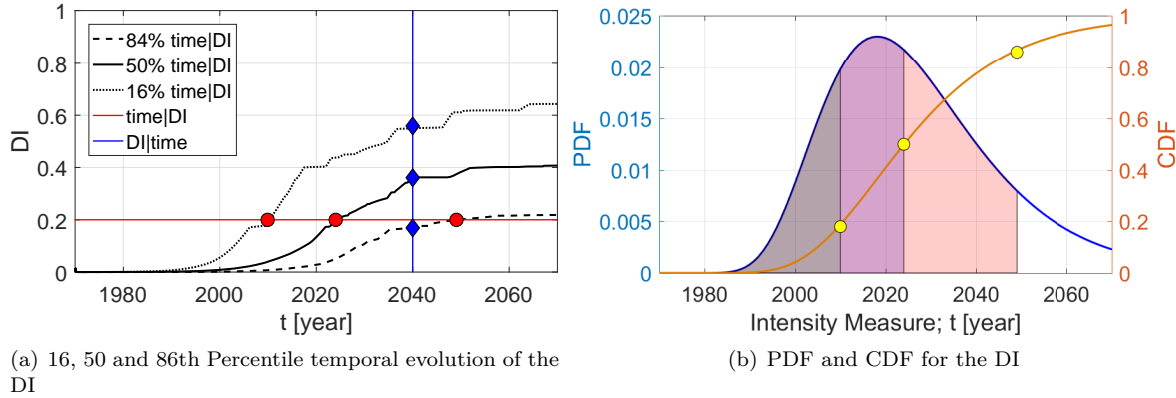 1
0.8
0.6
0.4
0.2
0
DI
84% time|DI
50% time|DI
16% time|DI
time|DI
DI|time
1980 2000 2020 2040 2060
t [year]
(a) 16, 50 and 86th Percentile temporal evolution of the
DI
0.025
0.02
0.015
0.01
0.005
0
PDF
1
0.8
0.6
0.4
0.2
0
CDF
1980 2000 2020 2040 2060
Intensity Measure; t [year]
(b) PDF and CDF for the DI